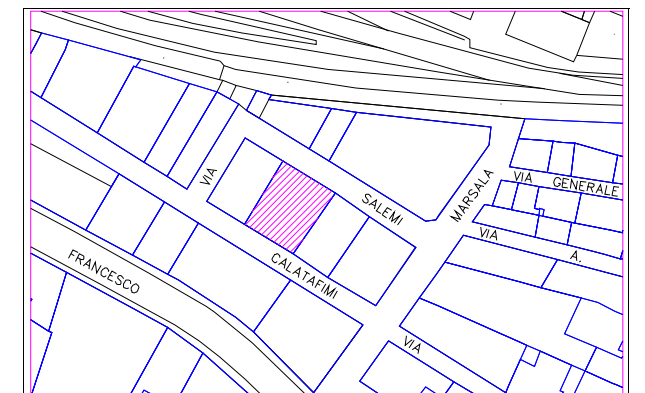 VIA
SALEMI
MARSALA
VIA GENERALE
VIA A.
CALATAFIMI
FRANCESCO
VIA